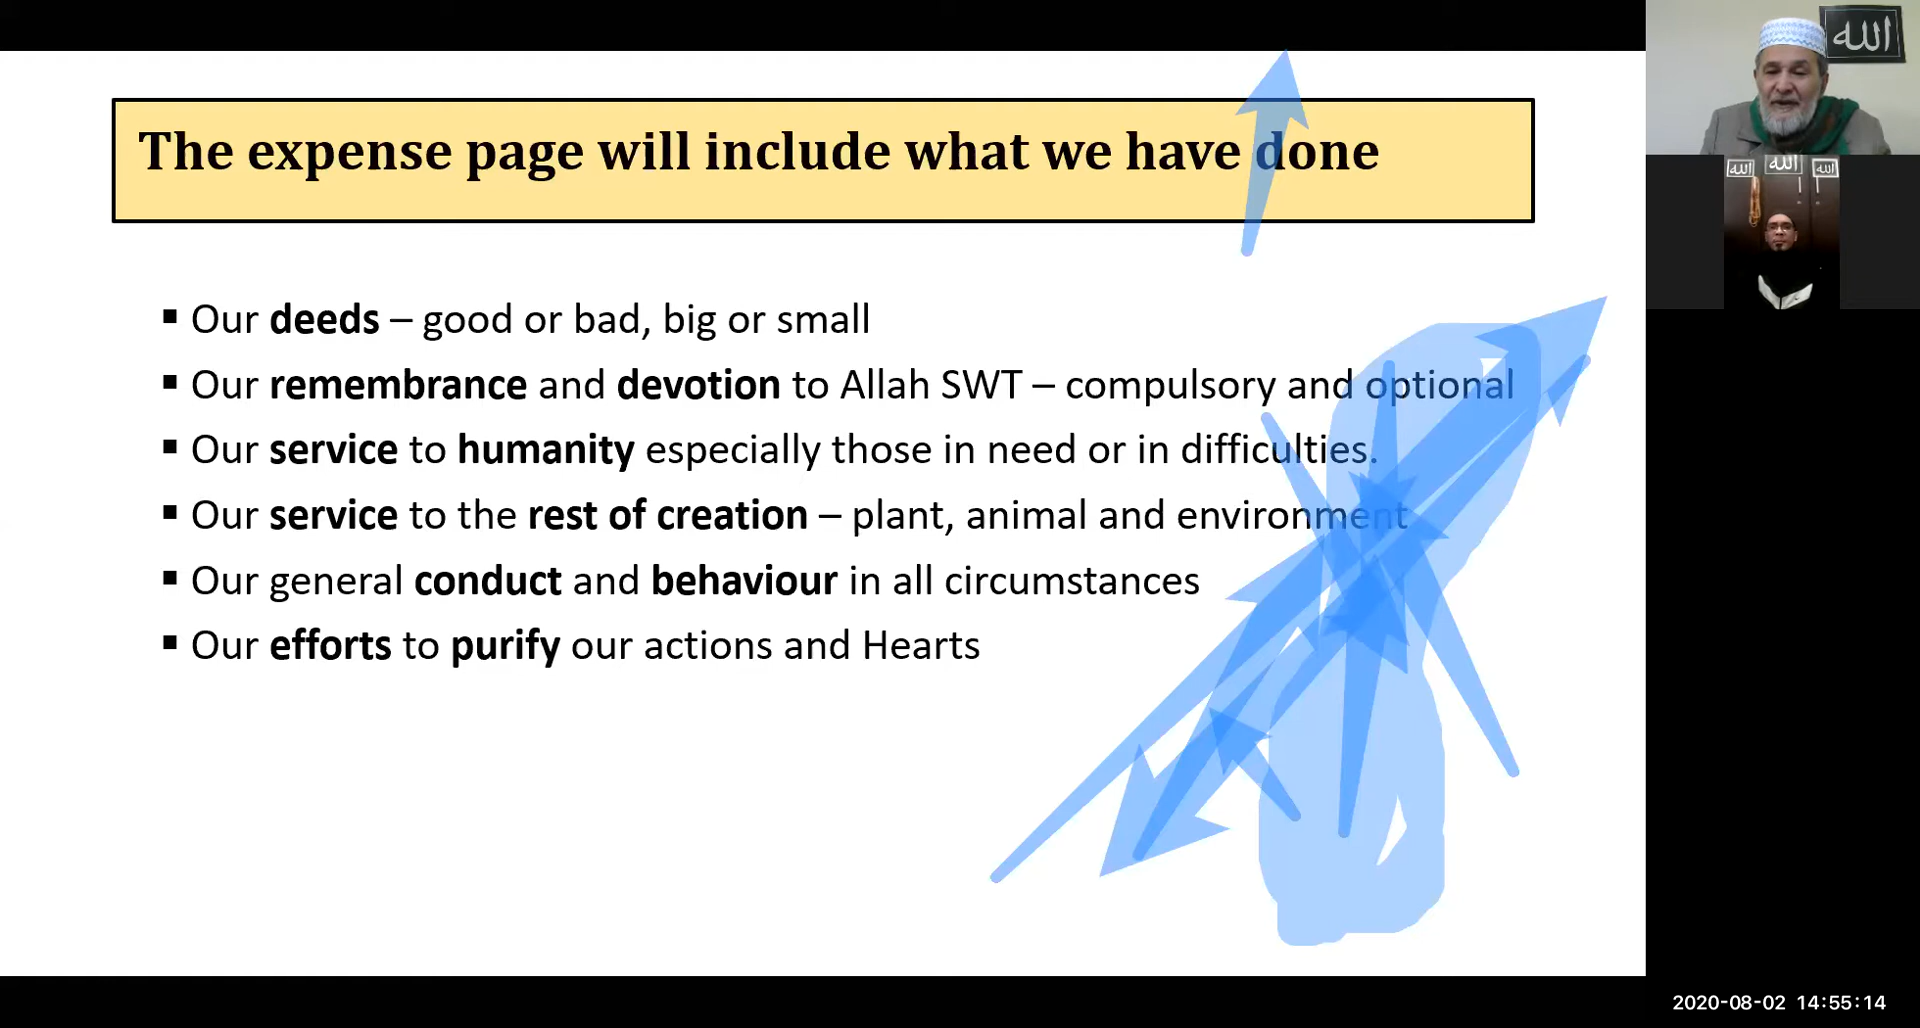 The expense page will include what we have done
▪ Our deeds – good or bad, big or small
▪ Our remembrance and devotion to Allah SWT – compulsory and optional
▪ Our service to humanity especially those in need or in difficulties.
▪ Our service to the rest of creation – plant, animal and environment
▪ Our general conduct and behaviour in all circumstances
▪ Our efforts to purify our actions and Hearts
الله
الله الله الله
2020-08-02 14:55:14